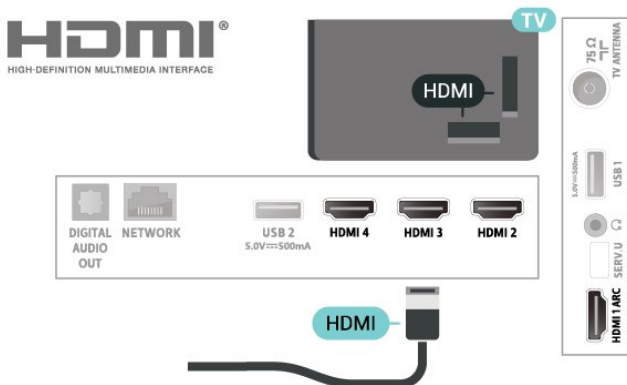 HDMI®
HIGH-DEFINITION MULTIMEDIA INTERFACE
TV
HDMI
DIGITAL
AUDIO
OUT
NETWORK
USB 2
5.0V⎓500mA
HDMI 4
HDMI 3
HDMI 2
HDMI
75 Ω
TV ANTENNA
5.0V⎓500mA
USB 1
SERV.U
HDMI 1 ARC